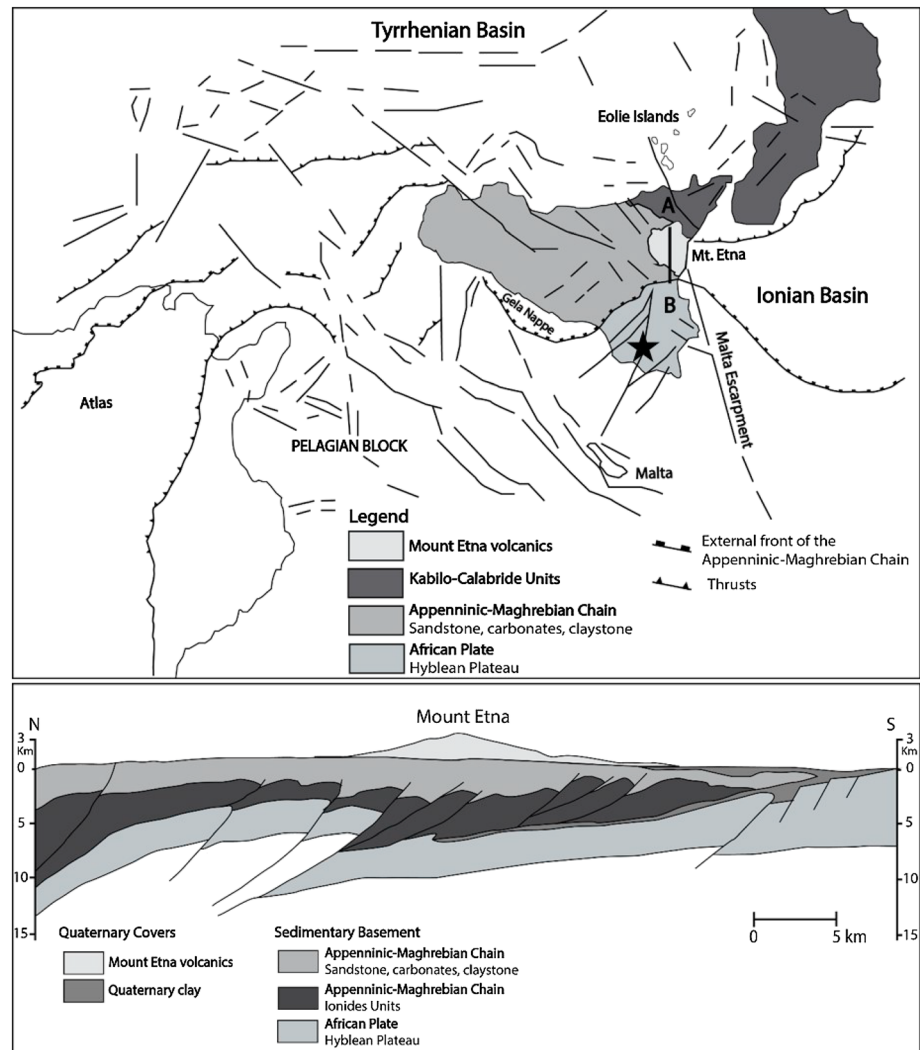 Tyrrhenian Basin
Eolie Islands
A
Mt. Etna
Ionian Basin
B
Gela Nappe
Malta Escarpment
Atlas
PELAGIAN BLOCK
Malta
Legend
Mount Etna volcanics
Kabilo-Calabride Units
Appenninic-Maghrebian Chain
Sandstone, carbonates, claystone
African Plate
Hyblean Plateau
External front of the
Appenninic-Maghrebian Chain
Thrusts
Mount Etna
N
S
3
Km
0
5
10
15
3
Km
0
5
10
15
0 5 km
Quaternary Covers
Mount Etna volcanics
Quaternary clay
Sedimentary Basement
Appenninic-Maghrebian Chain
Sandstone, carbonates, claystone
Appenninic-Maghrebian Chain
Ionides Units
African Plate
Hyblean Plateau